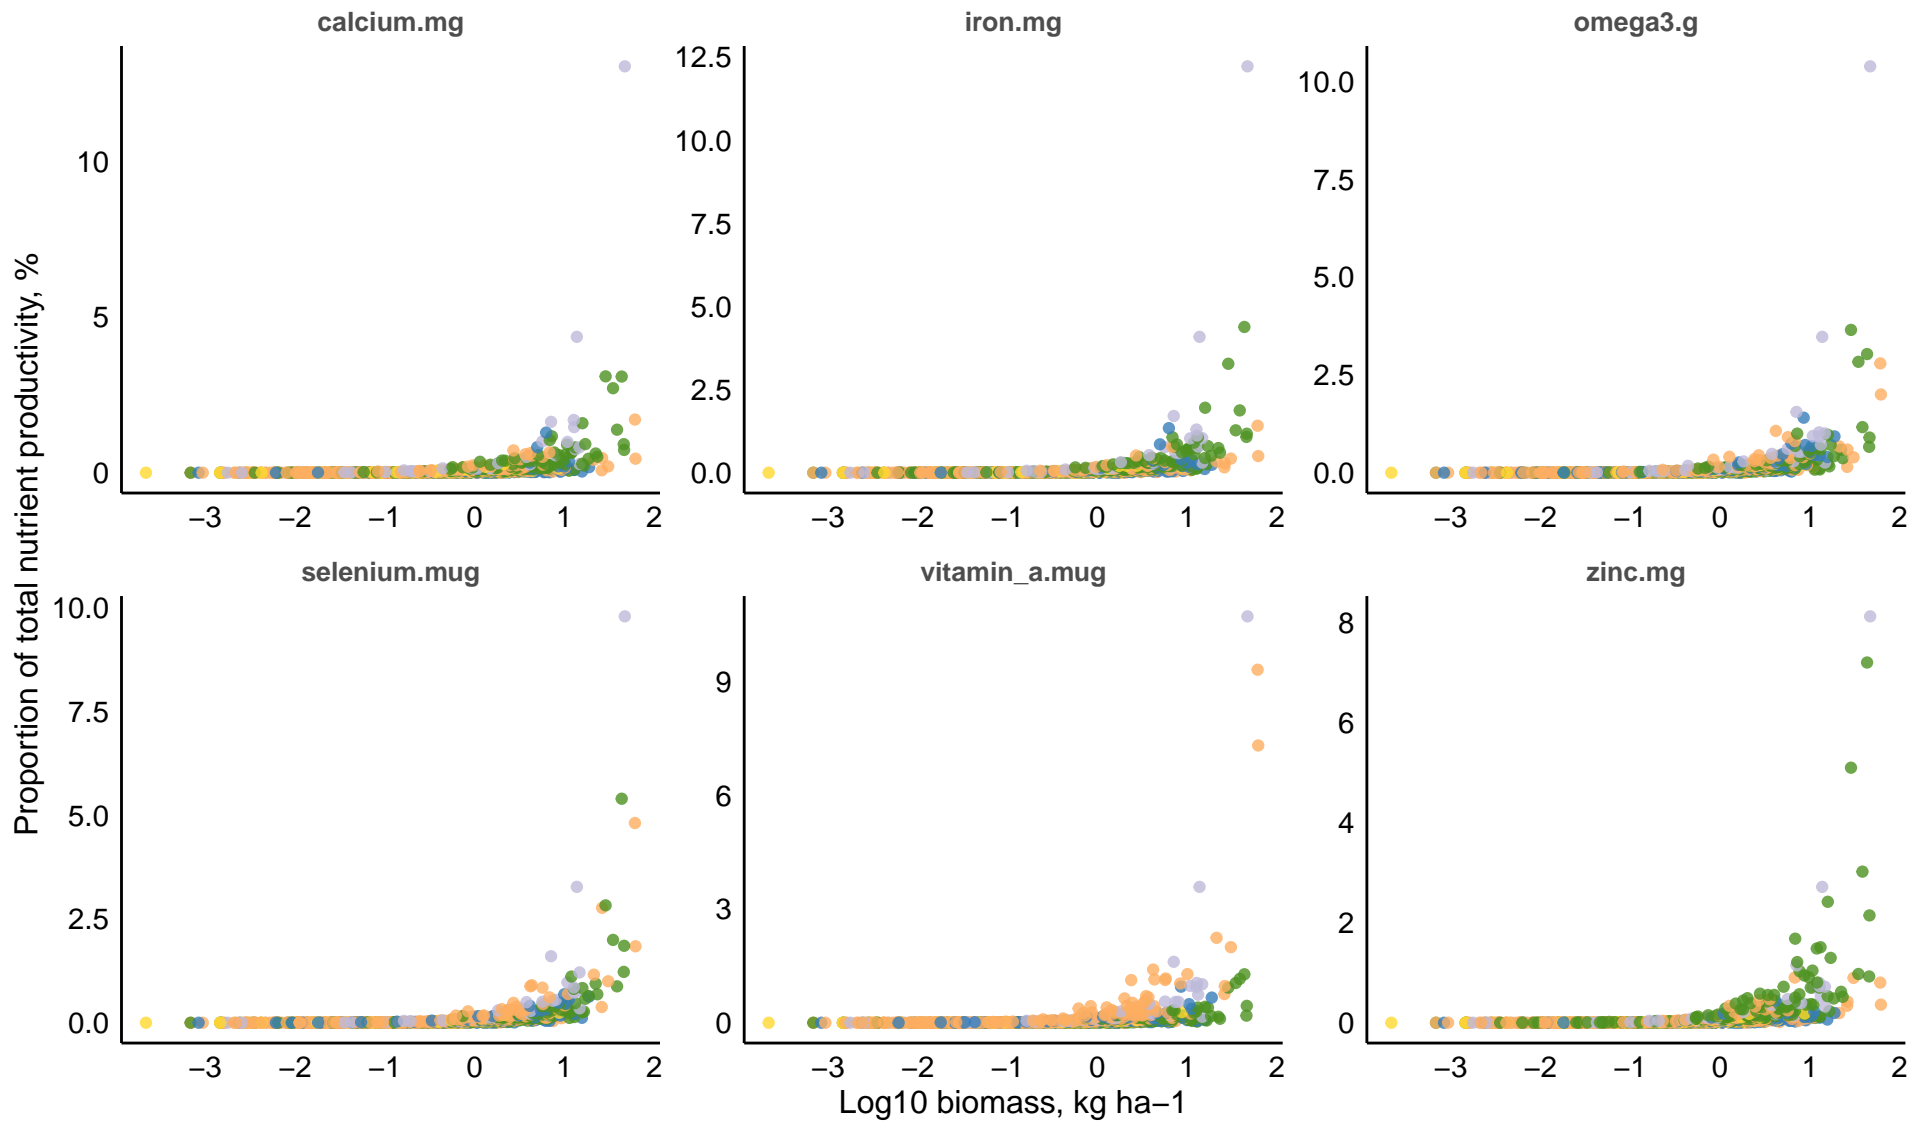 calcium.mg
iron.mg
omega3.g
10
5
0
12.5
10.0
7.5
5.0
2.5
0.0
10.0
7.5
5.0
2.5
0.0
−3 −2 −1 0 1 2
−3 −2 −1 0 1 2
−3 −2 −1 0 1 2
selenium.mug
vitamin_a.mug
zinc.mg
10.0
7.5
5.0
2.5
0.0
9
6
3
0
8
6
4
2
0
−3 −2 −1 0 1 2
−3 −2 −1 0 1 2
−3 −2 −1 0 1 2
Log10 biomass, kg ha−1
Proportion of total nutrient productivity, %